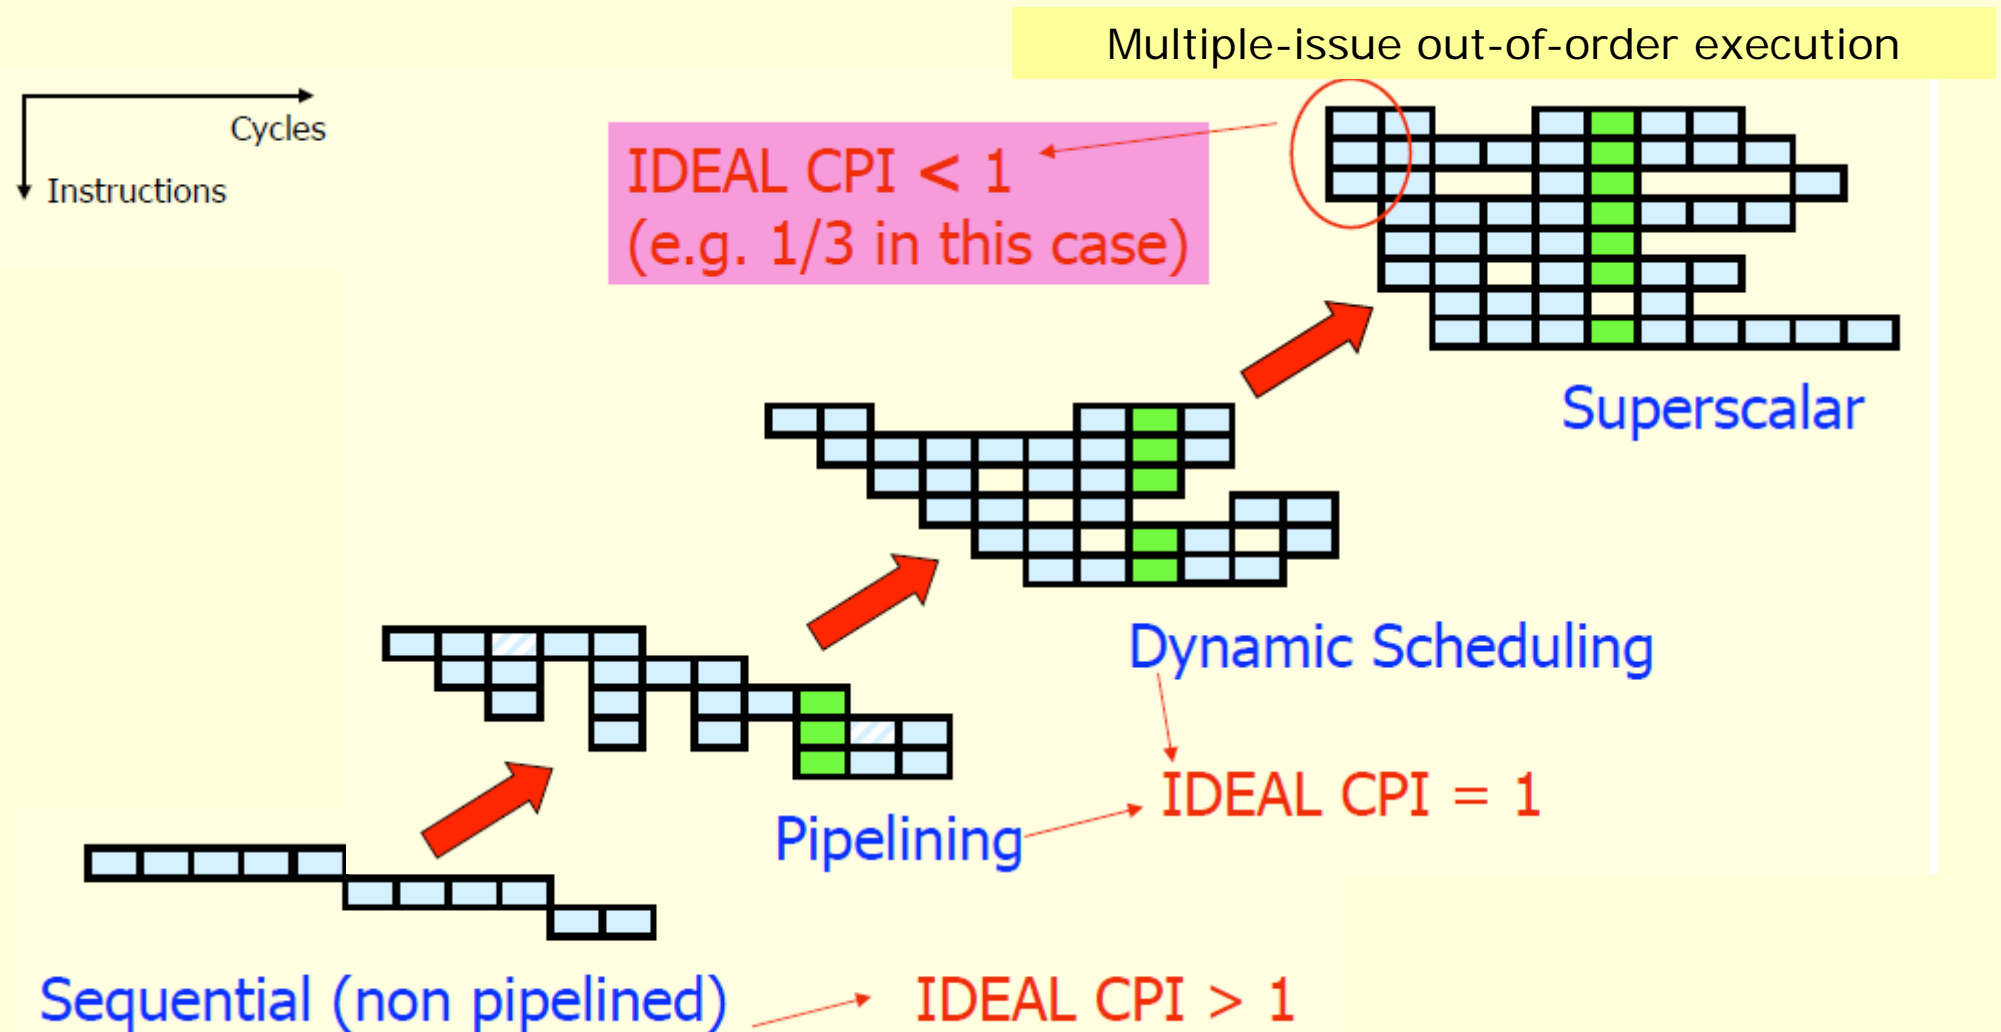 Multiple-issue out-of-order execution
Cycles
Instructions
IDEAL CPI < 1
(e.g. 1/3 in this case)
Superscalar
Dynamic Scheduling
IDEAL CPI = 1
Pipelining
Sequential (non pipelined)
IDEAL CPI > 1